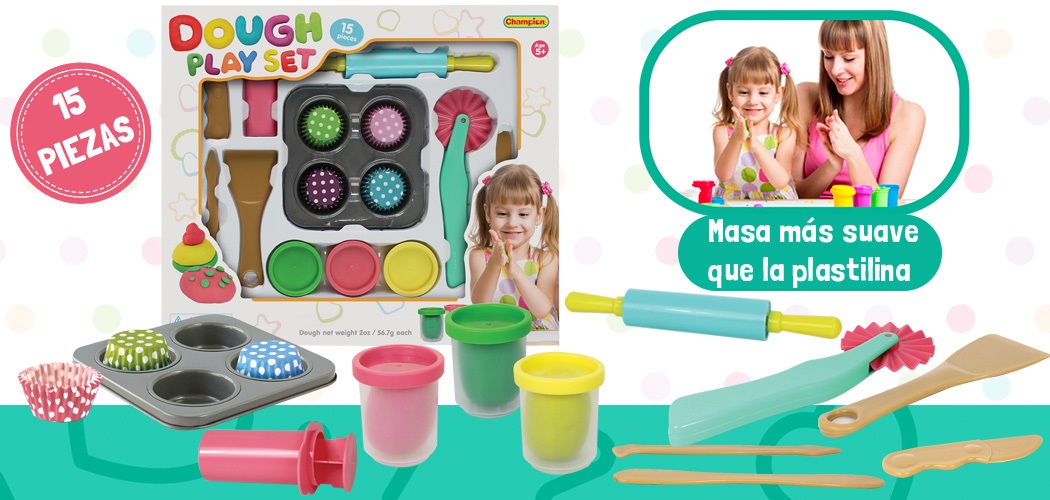 15
PIEZAS
DOUGH
PLAY SET
15
pieces
Champion
Age
5+
Dough net weight 2oz / 56.7g each
Masa más suave
que la plastilina